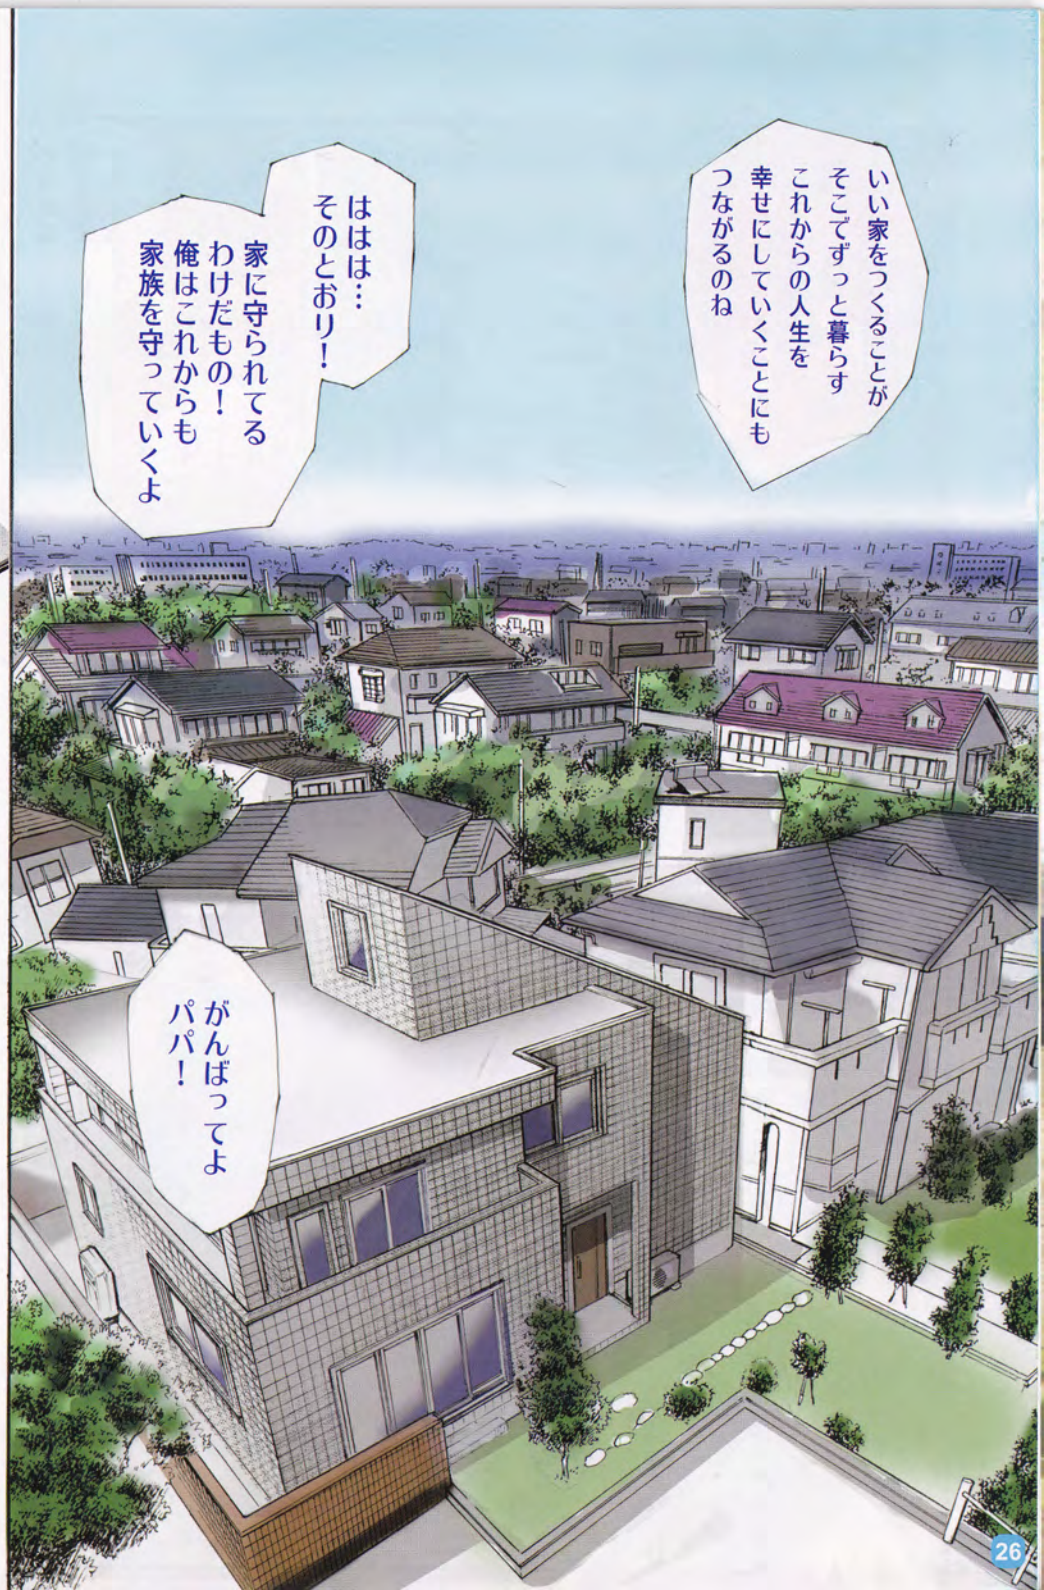 いい家をつくることが
そこでずっと暮らす
これからの人生を
幸せにしていくことにも
つながるのね
ははは…
そのとおり！
家に守られてる
わけだもの！
俺はこれからも
家族を守っていくよ
がんばってよ
パパ！
26